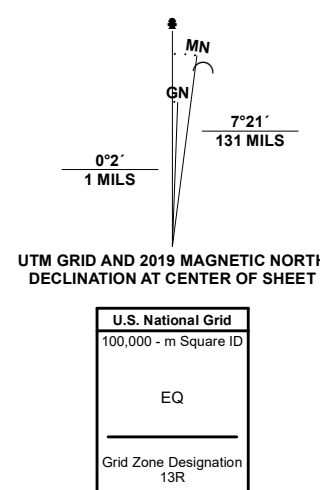 MN
GN
7°21´
131 MILS
0°2´
1 MILS
UTM GRID AND 2019 MAGNETIC NORTH
DECLINATION AT CENTER OF SHEET
U.S. National Grid
100,000 - m Square ID
EQ
Grid Zone Designation
13R